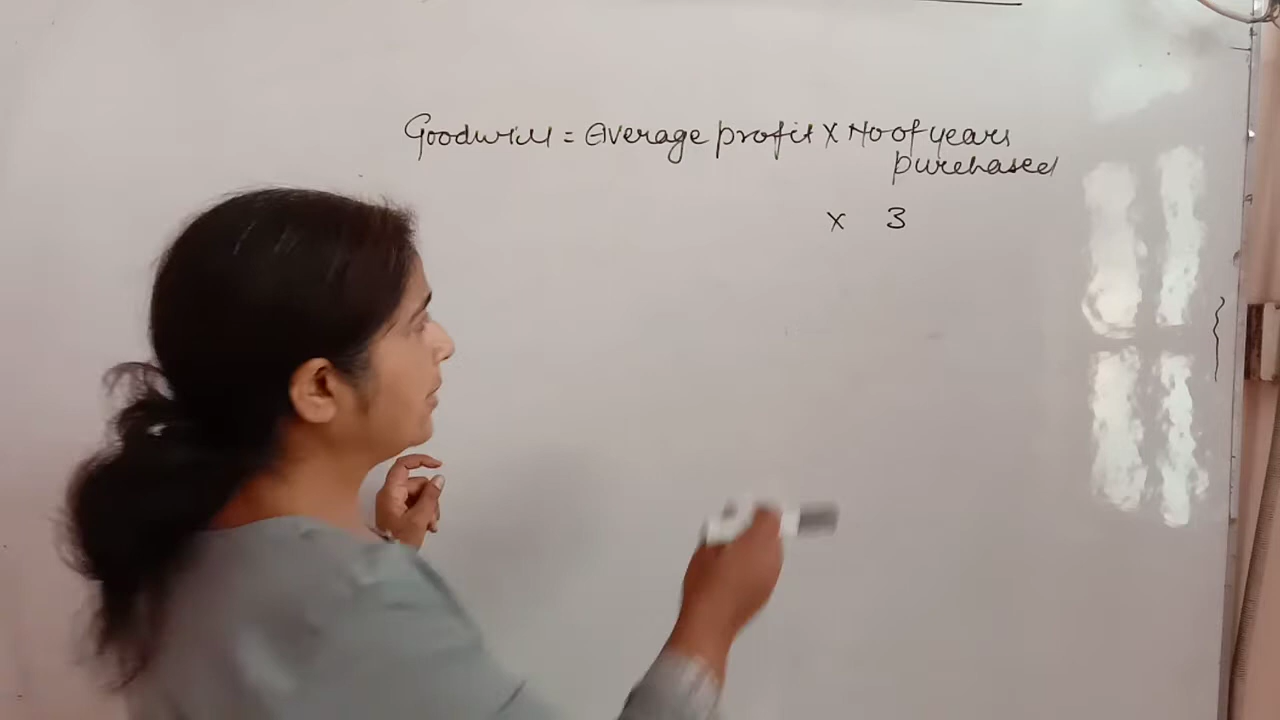 Goodwill = Average profit X No of years
purchased
X 3